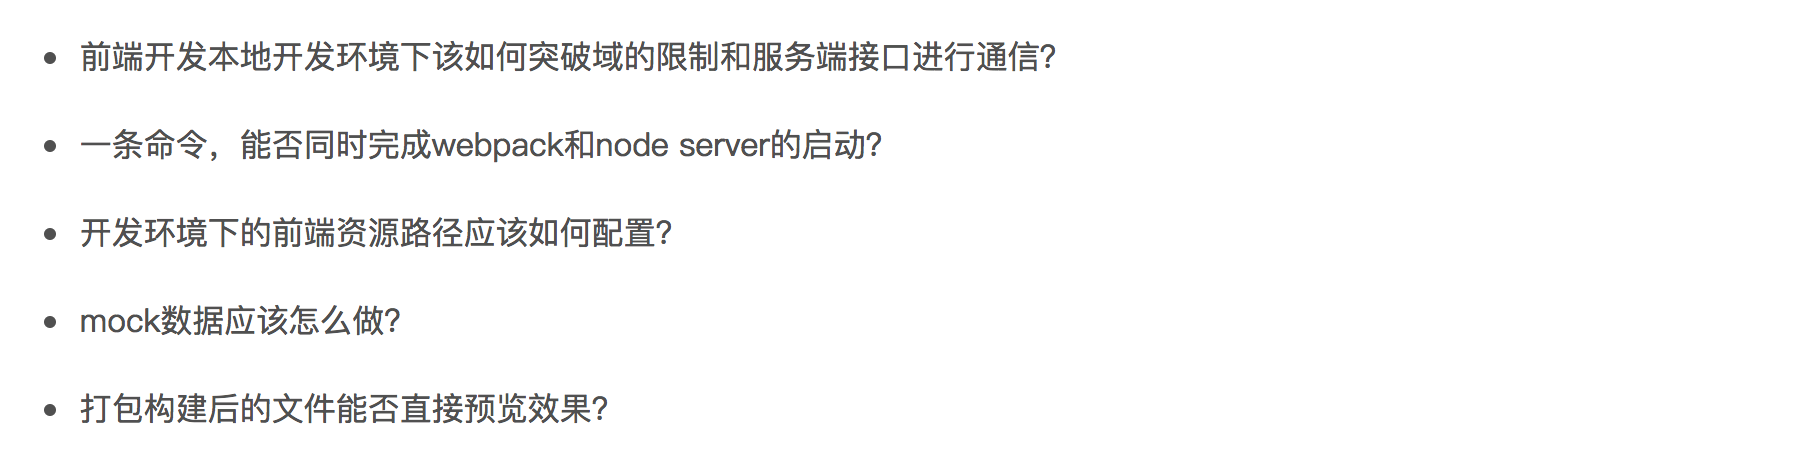 前端开发本地开发环境下该如何突破域的限制和服务端接口进行通信？
一条命令，能否同时完成webpack和node server的启动？
开发环境下的前端资源路径应该如何配置？
mock数据应该怎么做？
打包构建后的文件能否直接预览效果？